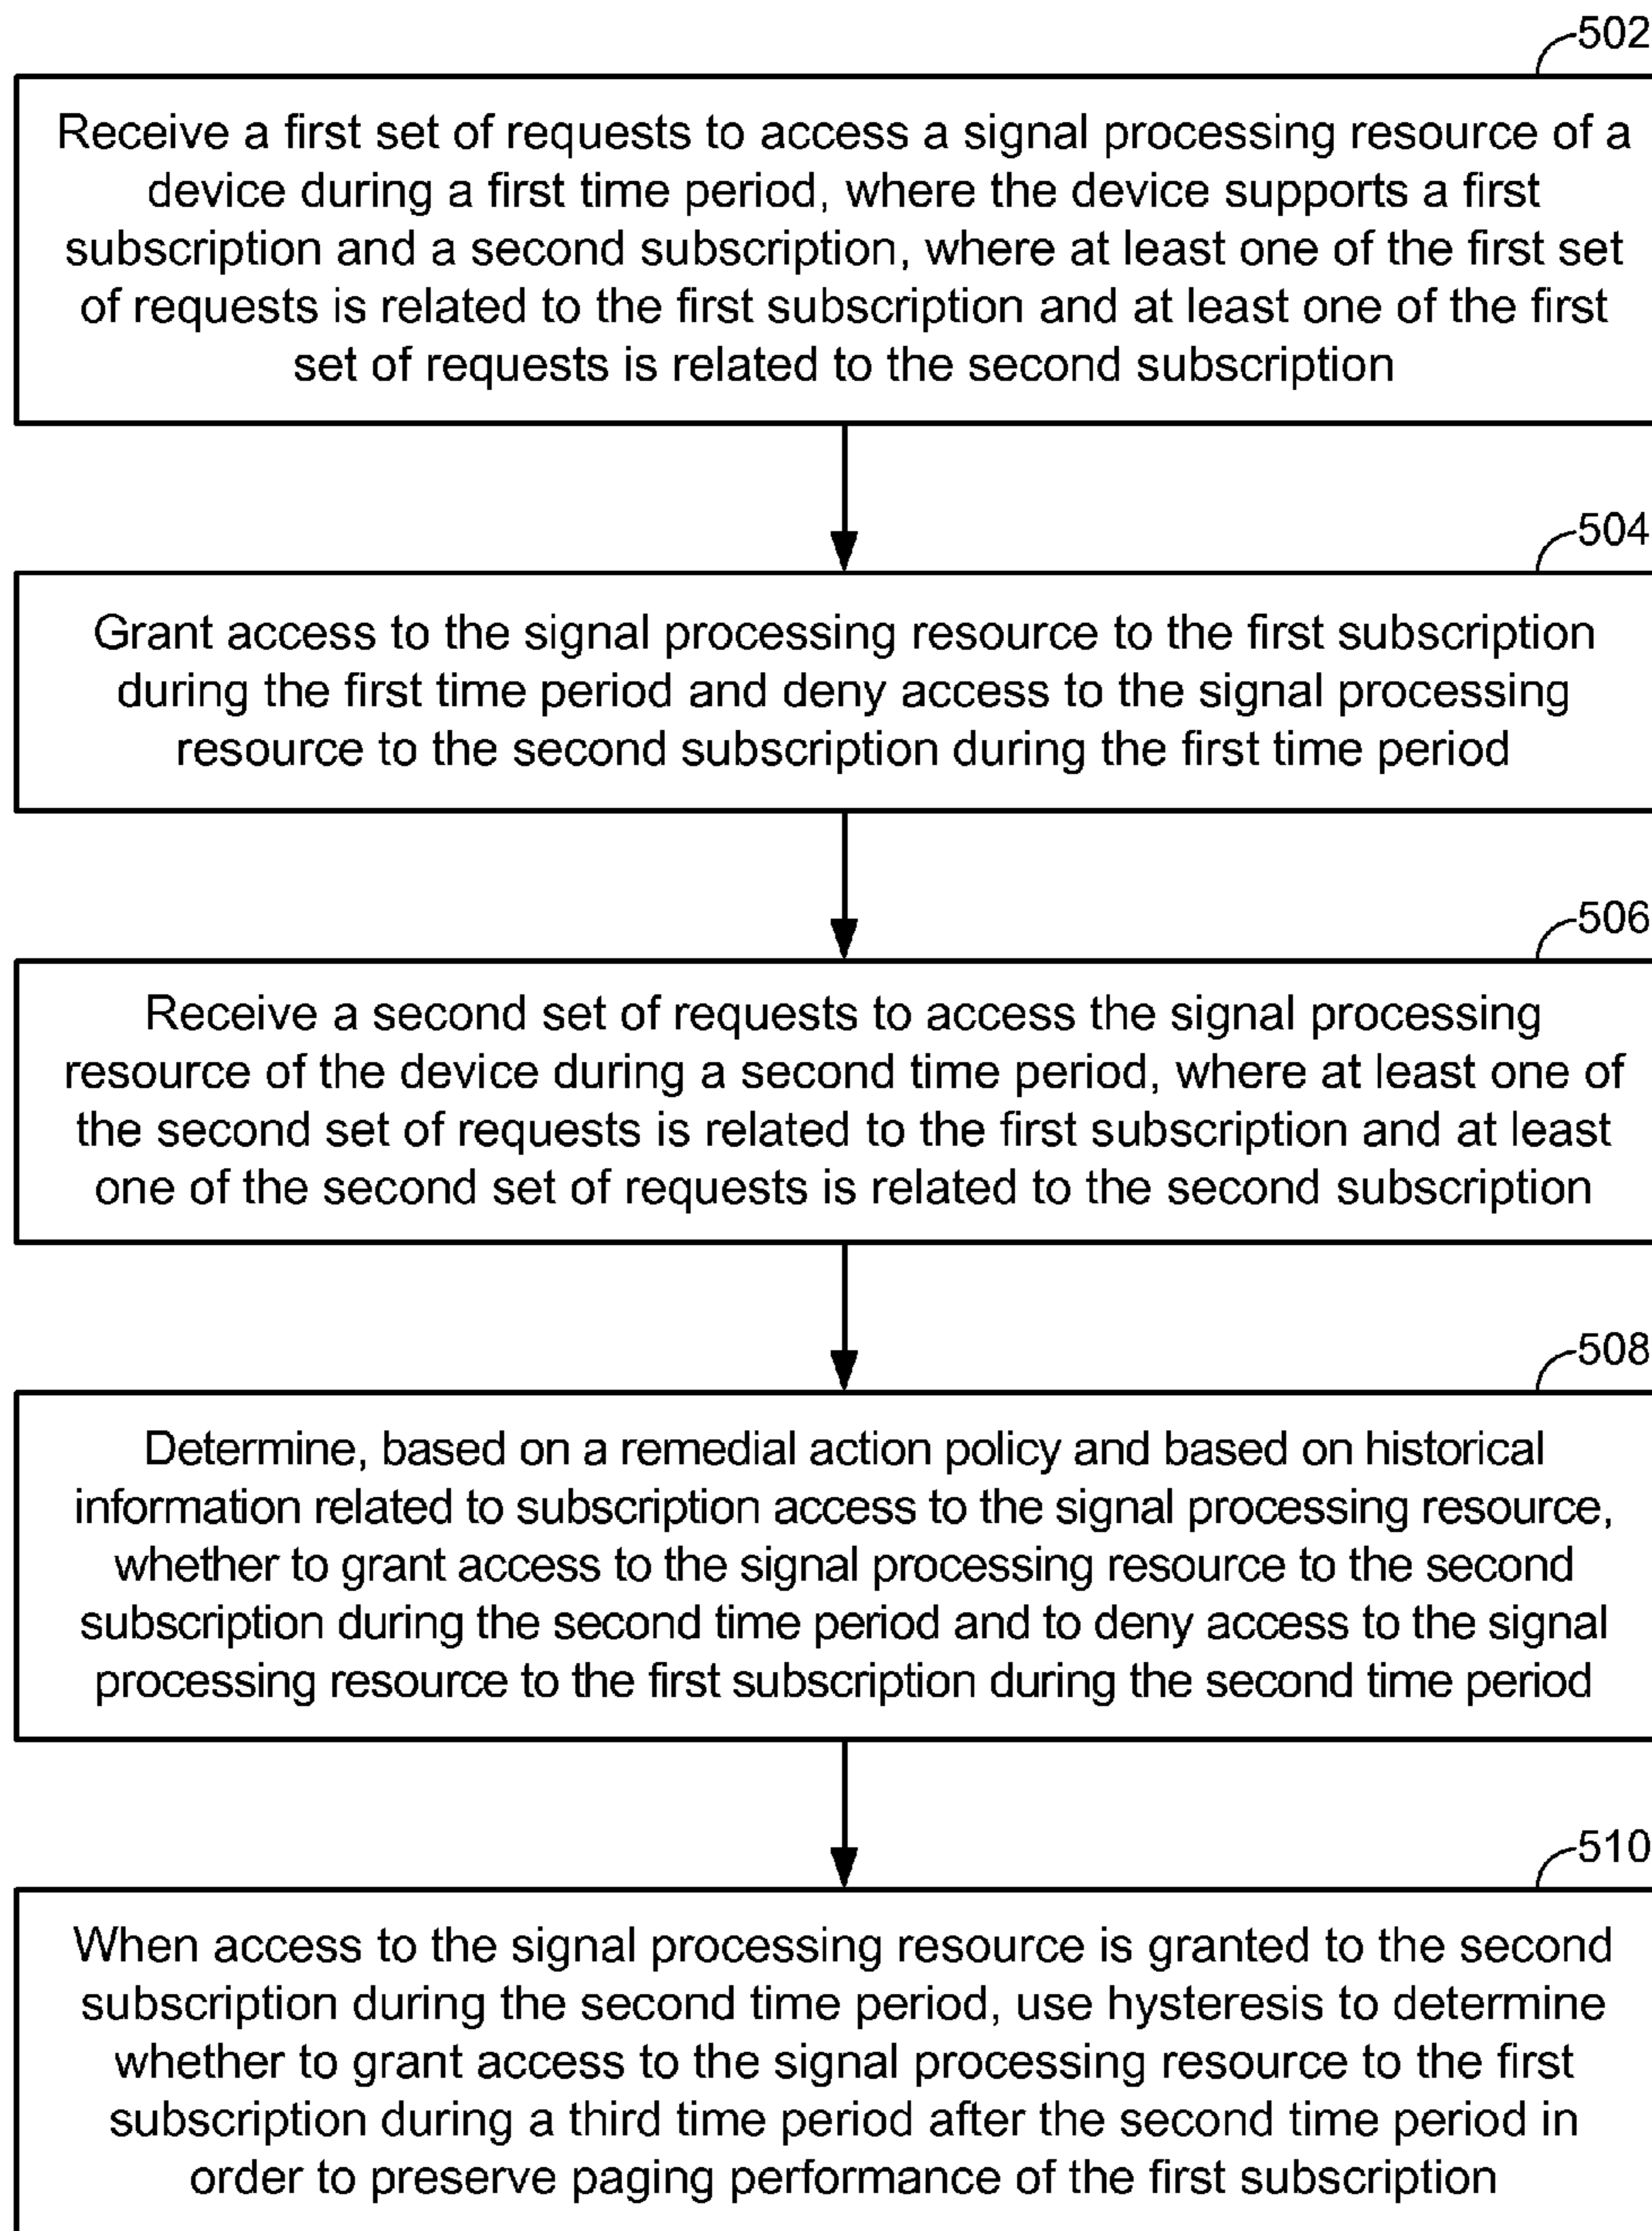 502
Receive a first set of requests to access a signal processing resource of a
device during a first time period, where the device supports a first
subscription and a second subscription, where at least one of the first set
of requests is related to the first subscription and at least one of the first
set of requests is related to the second subscription
504
Grant access to the signal processing resource to the first subscription
during the first time period and deny access to the signal processing
resource to the second subscription during the first time period
506
Receive a second set of requests to access the signal processing
resource of the device during a second time period, where at least one of
the second set of requests is related to the first subscription and at least
one of the second set of requests is related to the second subscription
508
Determine, based on a remedial action policy and based on historical
information related to subscription access to the signal processing resource,
whether to grant access to the signal processing resource to the second
subscription during the second time period and to deny access to the signal
processing resource to the first subscription during the second time period
510
When access to the signal processing resource is granted to the second
subscription during the second time period, use hysteresis to determine
whether to grant access to the signal processing resource to the first
subscription during a third time period after the second time period in
order to preserve paging performance of the first subscription